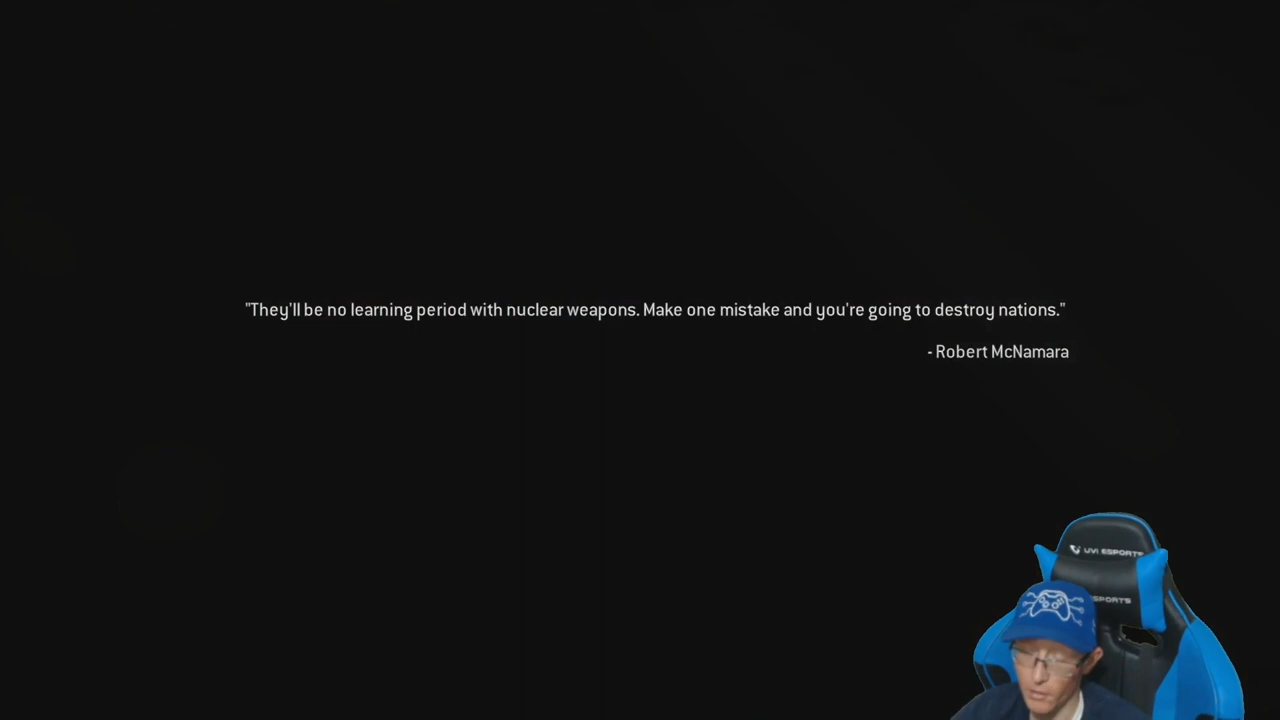 "They'll be no learning period with nuclear weapons. Make one mistake and you're going to destroy nations."
- Robert McNamara
UVI ESPORTS
SPORTS